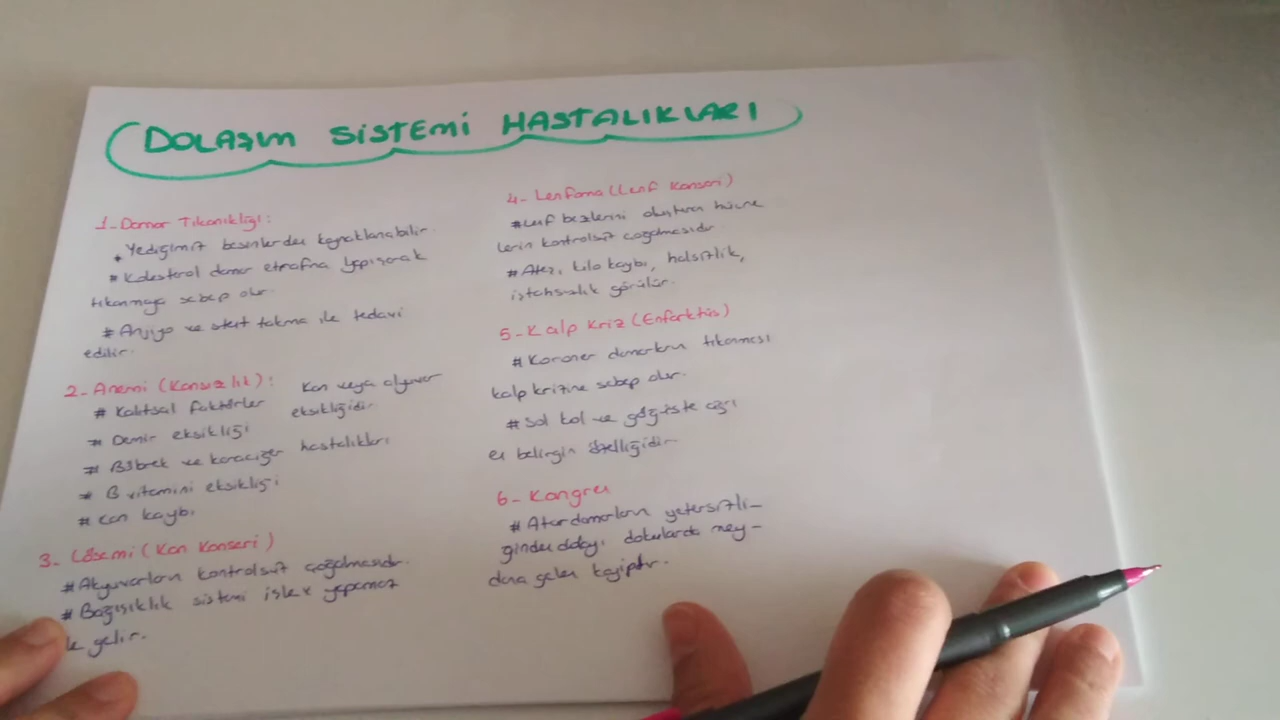 DOLAŞIM SİSTEMİ HASTALIKLARI
1- Damar Tıkanıklığı:
• Yediğimiz besinlerden kaynaklanabilir.
# Kolesterol damar etrafına yapışarak
tıkanmaya sebep olur.
# Anjiyo ve stent takma ile tedavi
edilir.
2- Anemi (Kansızlık): Kan veya alyuvar
eksikliğidir
# Kalıtsal faktörler
# Demir eksikliği
# Böbrek ve karaciğer hastalıkları
# B vitamini eksikliği
# Kan kaybı
3- Lösemi (Kan Kanseri)
# Akyuvarların kontrolsüz çoğalmasıdır.
# Bağışıklık sistemi işlev yapamaz
gelir.
4- Lenfoma (Lenf Kanseri)
# Lenf bezlerini oluşturan hücre
lerin kontrolsüz çoğalmasıdır.
# Ateş, kilo kaybı, halsizlik,
iştahsızlık görülür.
5- Kalp Kriz (Enfarktüs)
# Koroner damarların tıkanması
kalp krizine sebep olur.
# Sol kol ve göğüste ağrı
en belirgin özelliğidir
6- Kangren
# Atardamarların yetersizli-
ğinden dolayı dokularda mey-
dana gelen kayıptır.